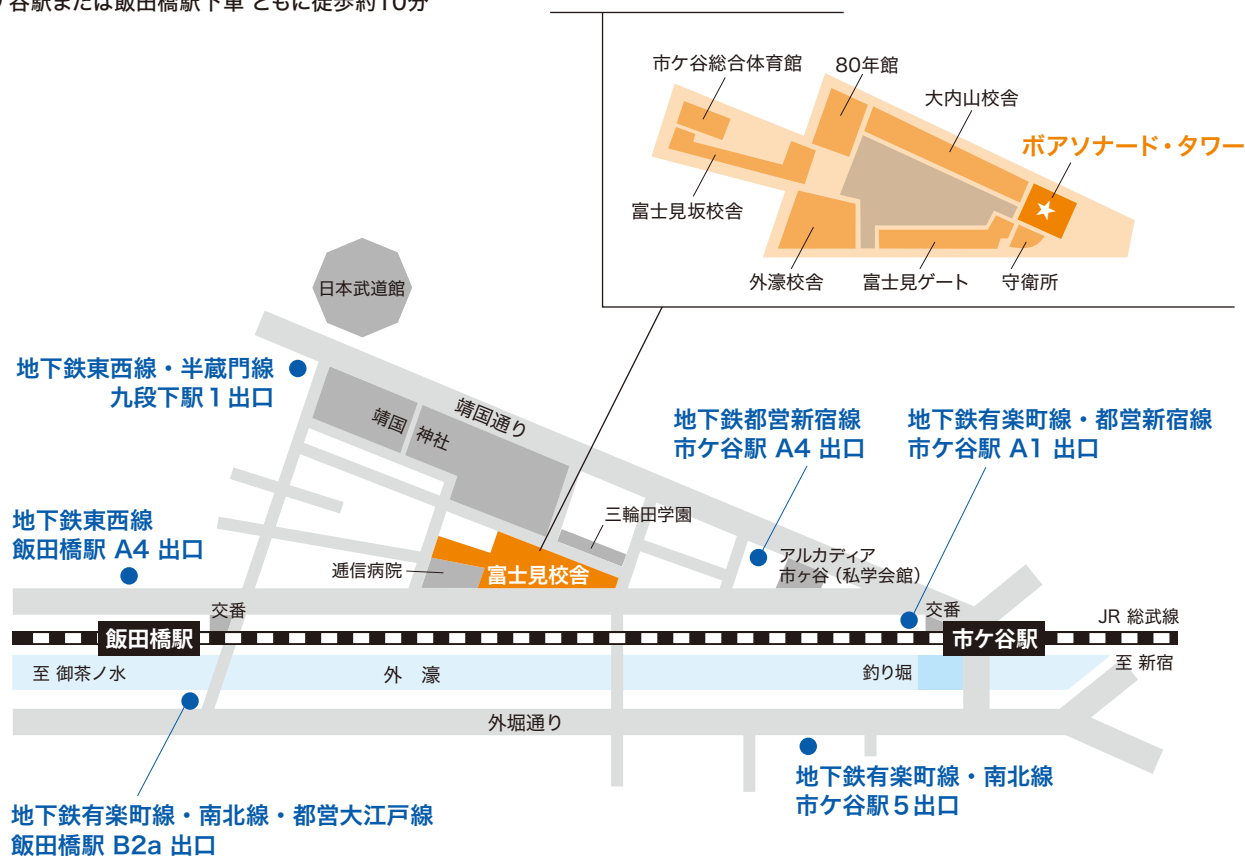 谷駅または飯田橋駅下車 ともに徒歩約10分
市ケ谷総合体育館
80年館
大内山校舎
ボアソナード・タワー
富士見坂校舎
外濠校舎
富士見ゲート
守衛所
日本武道館
地下鉄東西線・半蔵門線
九段下駅1出口
靖国 神社
靖国通り
地下鉄都営新宿線
市ケ谷駅 A4 出口
地下鉄有楽町線・都営新宿線
市ケ谷駅 A1 出口
地下鉄東西線
飯田橋駅 A4 出口
三輪田学園
逓信病院
富士見校舎
アルカディア
市ヶ谷(私学会館)
交番
交番
JR 総武線
飯田橋駅
市ケ谷駅
至 御茶ノ水
外 濠
釣り堀
至 新宿
外堀通り
地下鉄有楽町線・南北線
市ケ谷駅5出口
地下鉄有楽町線・南北線・都営大江戸線
飯田橋駅 B2a 出口